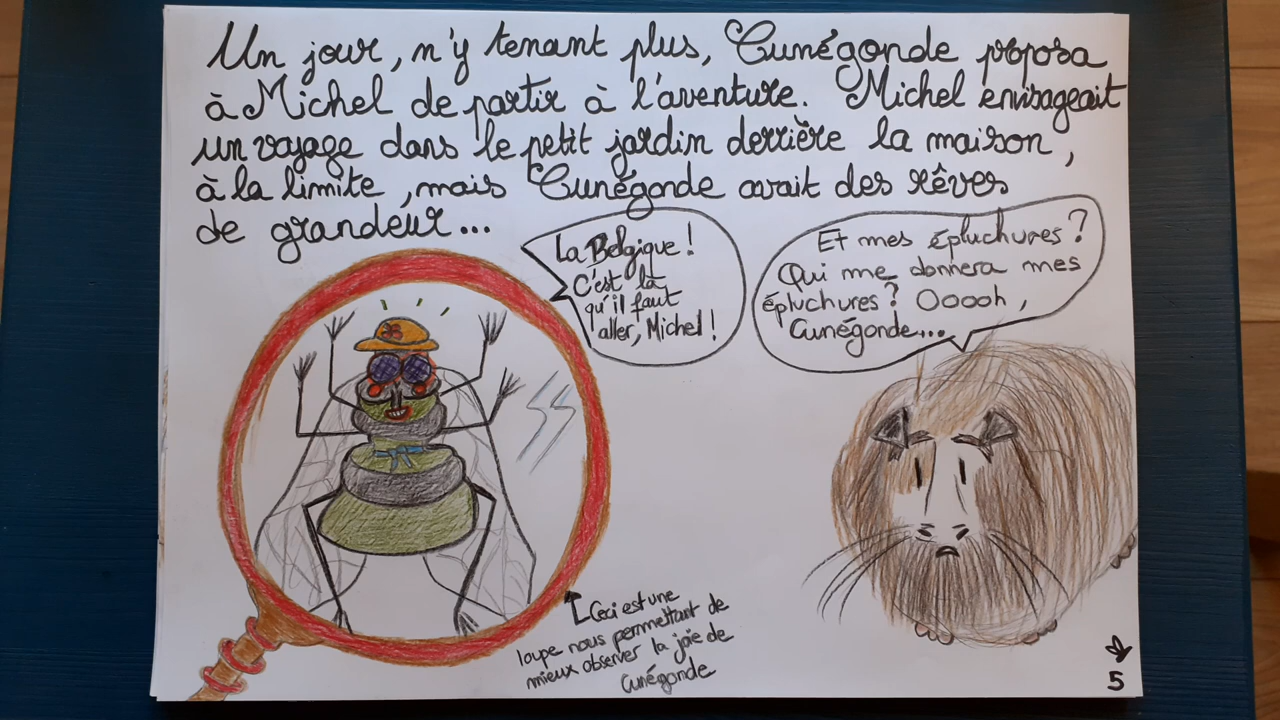 Un jour, n'y tenant plus, Cunégonde proposa
à Michel de partir à l'aventure. Michel envisageait
un voyage dans le petit jardin derrière la maison,
à la limite, mais Cunégonde avait des rêves
de grandeur...
La Belgique !
C'est là
qu'il faut
aller, Michel !
Et mes épluchures ?
Qui me donnera mes
épluchures ? Ooooh,
Cunégonde...
Ceci est une
loupe nous permettant de
mieux observer la joie de
Cunégonde
5